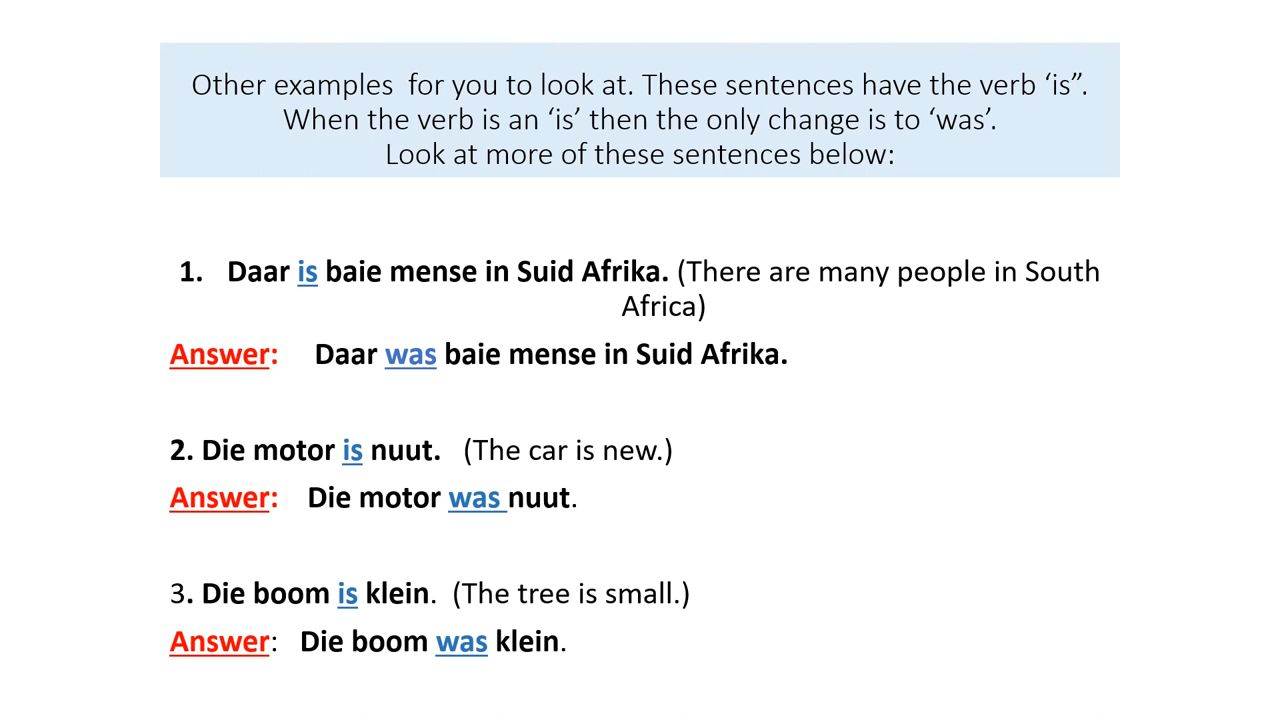 Other examples  for you to look at. These sentences have the verb ‘is”.
When the verb is an ‘is’ then the only change is to ‘was’.
Look at more of these sentences below:
1. Daar is baie mense in Suid Afrika. (There are many people in South
Africa)
Answer: Daar was baie mense in Suid Afrika.
2. Die motor is nuut. (The car is new.)
Answer: Die motor was nuut.
3. Die boom is klein. (The tree is small.)
Answer: Die boom was klein.